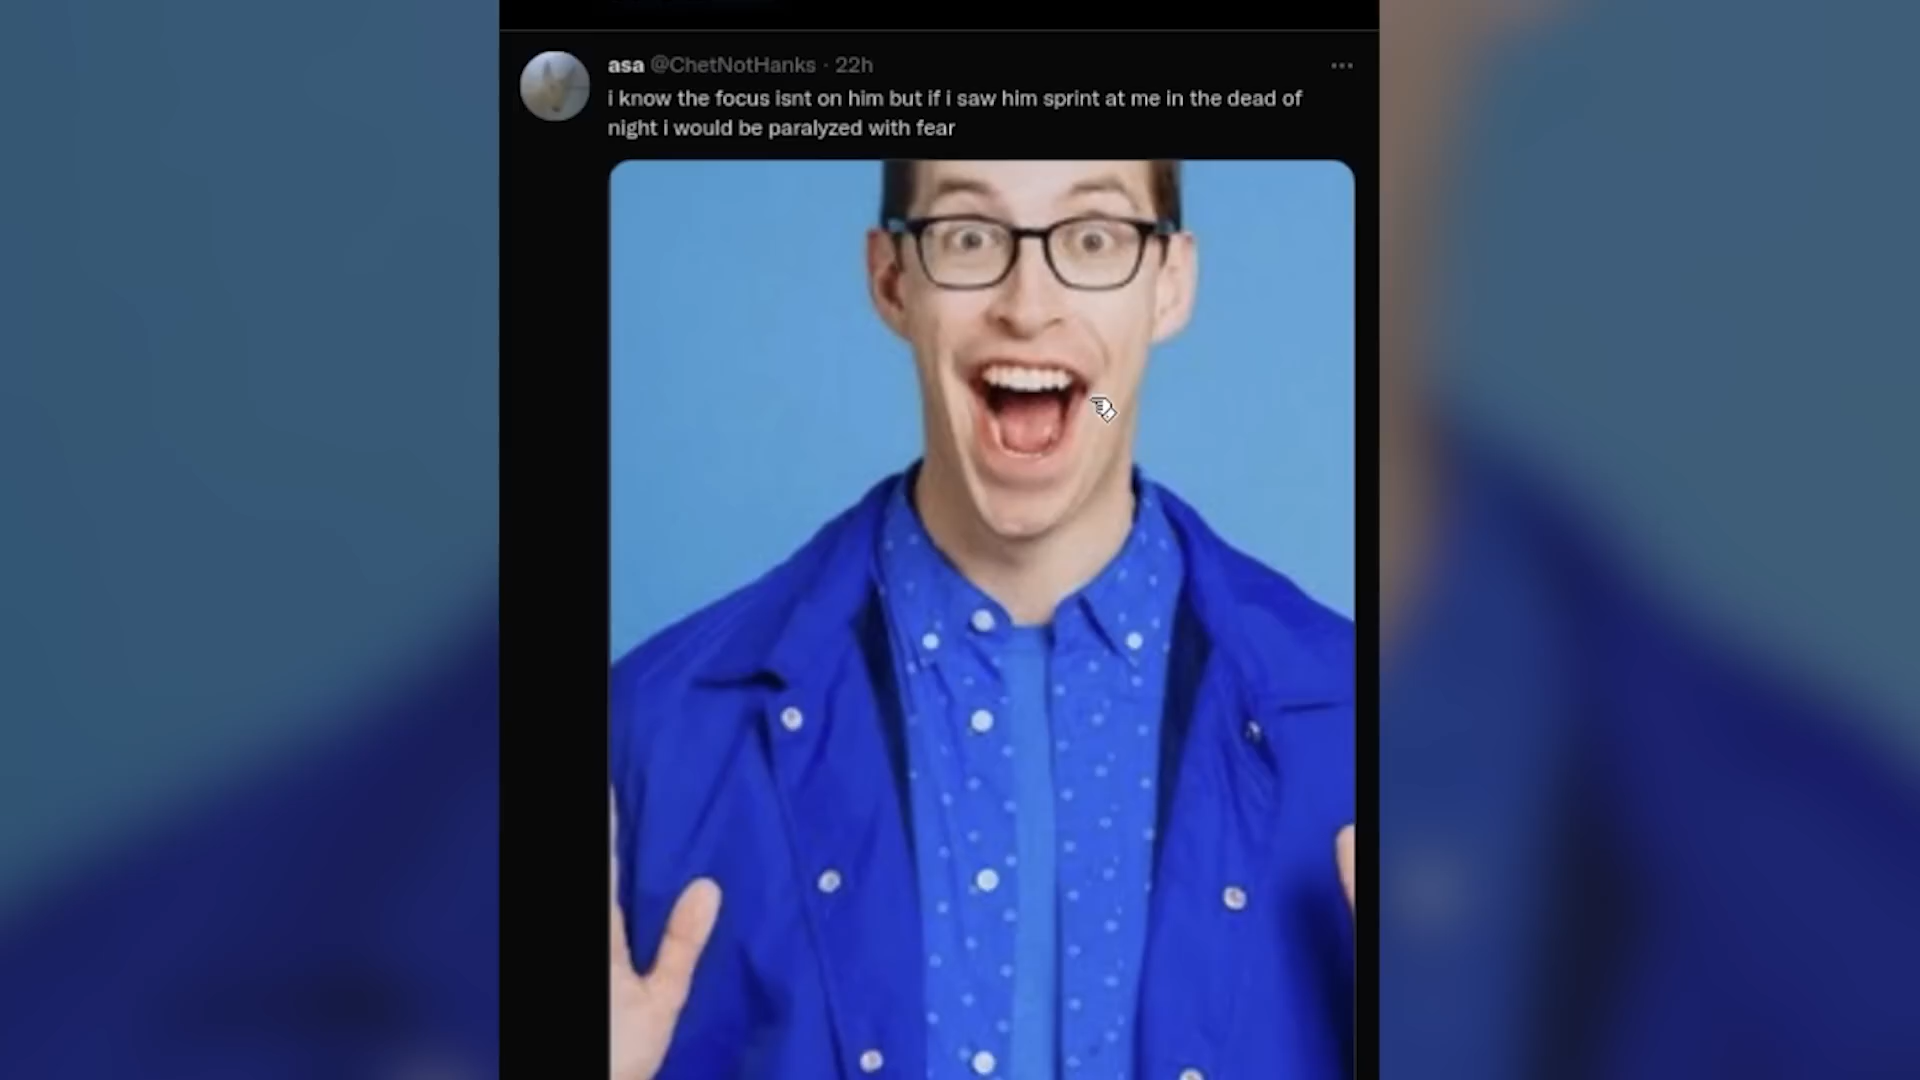 asa @ChetNotHanks · 22h
i know the focus isnt on him but if i saw him sprint at me in the dead of
night i would be paralyzed with fear